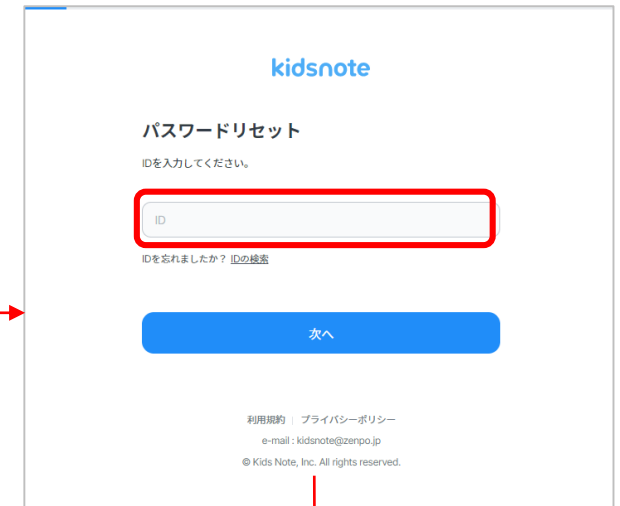 kidsnote
パスワードリセット
IDを入力してください。
ID
IDを忘れましたか？ IDの検索
次へ
利用規約 | プライバシーポリシー
e-mail : kidsnote@zenpo.jp
© Kids Note, Inc. All rights reserved.